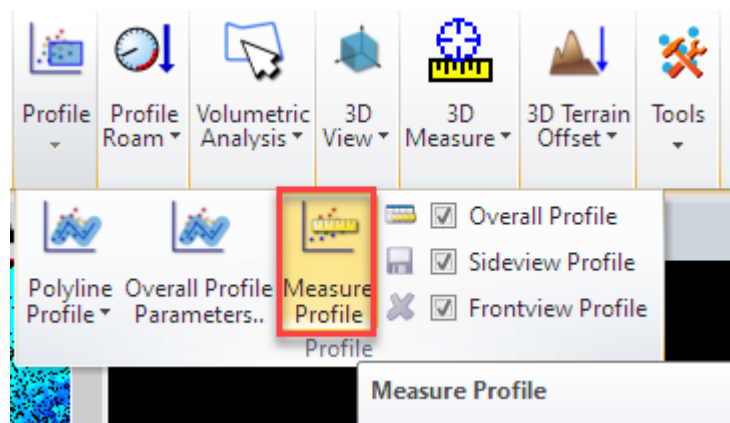 Profile Profile Volumetric 3D 3D 3D Terrain Tools
Roam Analysis View Measure Offset
Overall Profile
Sideview Profile
Polyline Overall Profile Measure
Profile Parameters.. Profile Frontview Profile
Profile
Measure Profile